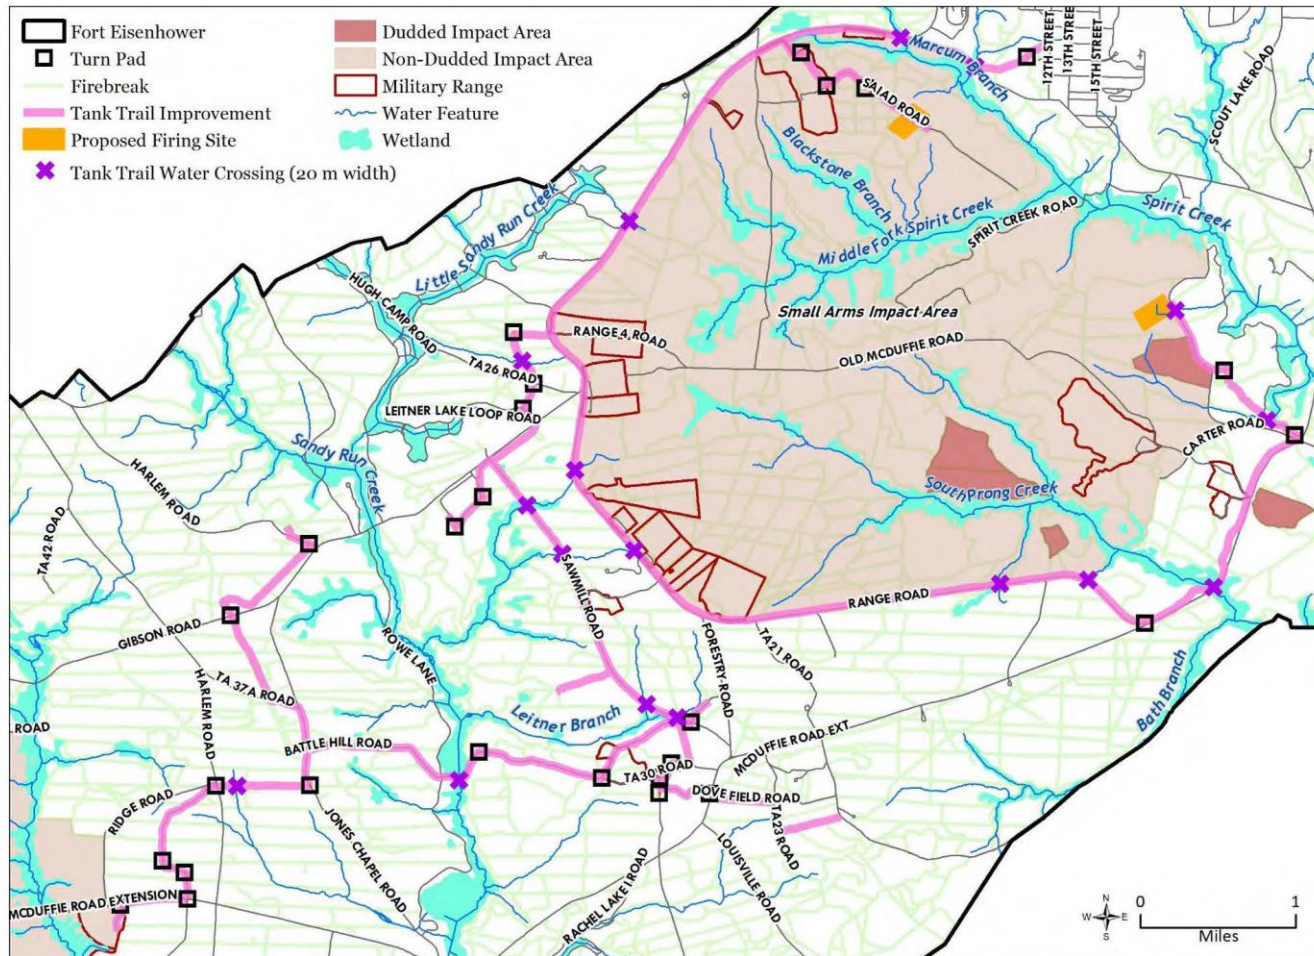 Fort Eisenhower
Turn Pad
Firebreak
Tank Trail Improvement
Proposed Firing Site
Tank Trail Water Crossing (20 m width)
Dudded Impact Area
Non-Dudded Impact Area
Military Range
Water Feature
Wetland
Marcum Branch
12TH STREET
13TH STREE
15TH STREET
SCOUT LAKE ROAD
SAIAD ROAD
Blackstone Branch
Middle Fork Spirit Creek
SPIRIT CREEK ROAD
Spirit Creek
Little Sandy Run Creek
HUGH CAMP ROAD
Small Arms Impact Area
RANGE 4 ROAD
OLD MCDUFFIE ROAD
TA26 ROAD
LEITNER LAKE LOOP ROAD
CARTER ROAD
Sandy Run Creek
HARLEM ROAD
South Prong Creek
TA42 ROAD
SAWMILL ROAD
RANGE ROAD
GIBSON ROAD
ROWE LANE
FORESTRY ROAD
TA21 ROAD
HARLEM ROAD
TA 37A ROAD
Bath Branch
Leitner Branch
ROAD
BATTLE HILL ROAD
MCDUFFIE ROAD EXT
TA30 ROAD
DOVE FIELD ROAD
RIDGE ROAD
JONES CHAPEL ROAD
TA23 ROAD
LOUISVILLE ROAD
MCDUFFIE ROAD EXTENSION
RACHEL LAKE 1 ROAD
N
W E
S
0 1
Miles